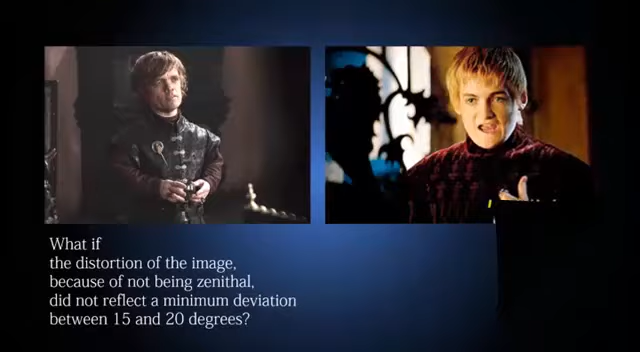 What if
the distortion of the image,
because of not being zenithal,
did not reflect a minimum deviation
between 15 and 20 degrees?